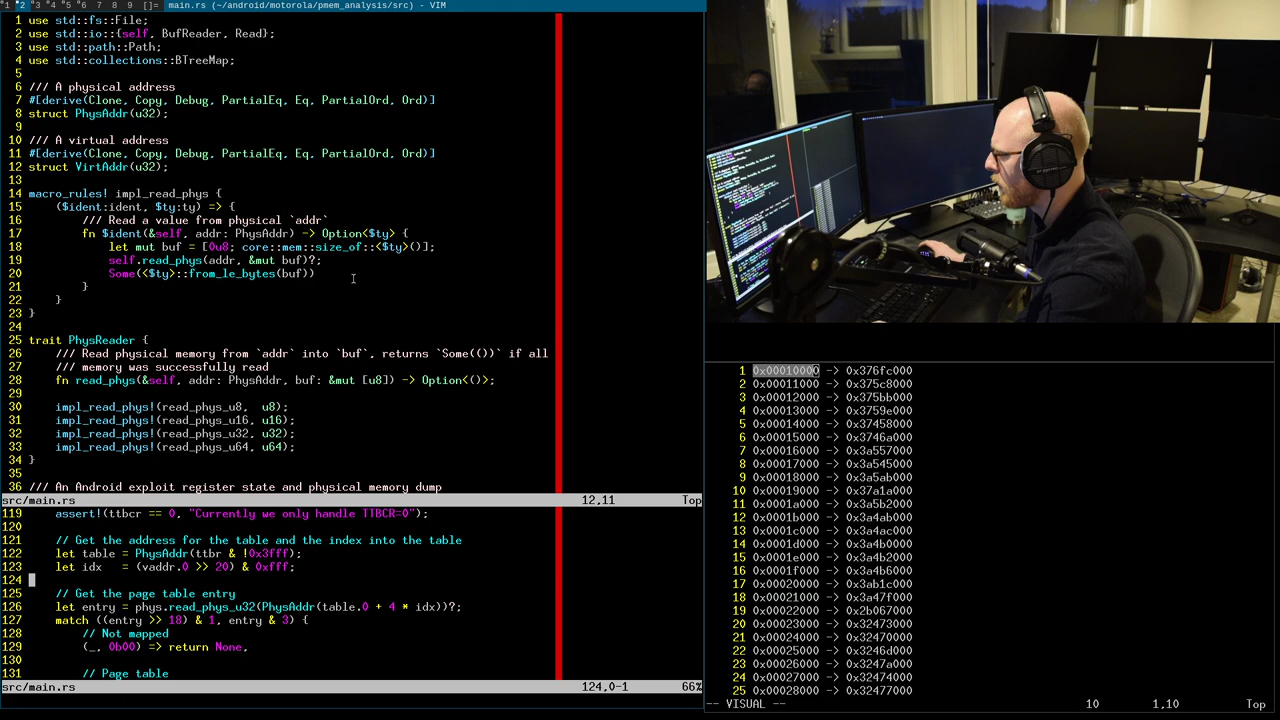 1 2 3 4 5 6 7 8 9 []= main.rs (~/android/motorola/pmem_analysis/src) - VIM
1 use std::fs::File;
2 use std::io::{self, BufReader, Read};
3 use std::path::Path;
4 use std::collections::BTreeMap;
5
6 /// A physical address
7 #[derive(Clone, Copy, Debug, PartialEq, Eq, PartialOrd, Ord)]
8 struct PhysAddr(u32);
9
10 /// A virtual address
11 #[derive(Clone, Copy, Debug, PartialEq, Eq, PartialOrd, Ord)]
12 struct VirtAddr(u32);
13
14 macro_rules! impl_read_phys {
15 ($ident:ident, $ty:ty) => {
16 /// Read a value from physical `addr`
17 fn $ident(&self, addr: PhysAddr) -> Option<$ty> {
18 let mut buf = [0u8; core::mem::size_of::<$ty>()];
19 self.read_phys(addr, &mut buf)?;
20 Some(<$ty>::from_le_bytes(buf))
21 }
22 }
23 }
24
25 trait PhysReader {
26 /// Read physical memory from `addr` into `buf`, returns `Some(())` if all
27 /// memory was successfully read
28 fn read_phys(&self, addr: PhysAddr, buf: &mut [u8]) -> Option<()>;
29
30 impl_read_phys!(read_phys_u8, u8);
31 impl_read_phys!(read_phys_u16, u16);
32 impl_read_phys!(read_phys_u32, u32);
33 impl_read_phys!(read_phys_u64, u64);
34 }
35
36 /// An Android exploit register state and physical memory dump
src/main.rs 12,11 Top
119 assert!(ttbcr == 0, "Currently we only handle TTBCR=0");
120
121 // Get the address for the table and the index into the table
122 let table = PhysAddr(ttbr & !0x3fff);
123 let idx = (vaddr.0 >> 20) & 0xfff;
124
125 // Get the page table entry
126 let entry = phys.read_phys_u32(PhysAddr(table.0 + 4 * idx))?;
127 match ((entry >> 18) & 1, entry & 3) {
128 // Not mapped
129 (_, 0b00) => return None,
130
131 // Page table
src/main.rs 124,0-1 66%
1 0x00010000 -> 0x376fc000
2 0x00011000 -> 0x375c8000
3 0x00012000 -> 0x375bb000
4 0x00013000 -> 0x3759e000
5 0x00014000 -> 0x37458000
6 0x00015000 -> 0x3746a000
7 0x00016000 -> 0x3a557000
8 0x00017000 -> 0x3a545000
9 0x00018000 -> 0x3a5ab000
10 0x00019000 -> 0x37a1a000
11 0x0001a000 -> 0x3a5b2000
12 0x0001b000 -> 0x3a4ab000
13 0x0001c000 -> 0x3a4ac000
14 0x0001d000 -> 0x3a4b0000
15 0x0001e000 -> 0x3a4b2000
16 0x0001f000 -> 0x3a4b6000
17 0x00020000 -> 0x3ab1c000
18 0x00021000 -> 0x3a47f000
19 0x00022000 -> 0x2b067000
20 0x00023000 -> 0x32473000
21 0x00024000 -> 0x32470000
22 0x00025000 -> 0x3246d000
23 0x00026000 -> 0x3247a000
24 0x00027000 -> 0x32474000
25 0x00028000 -> 0x32477000
-- VISUAL -- 10 1,10 Top